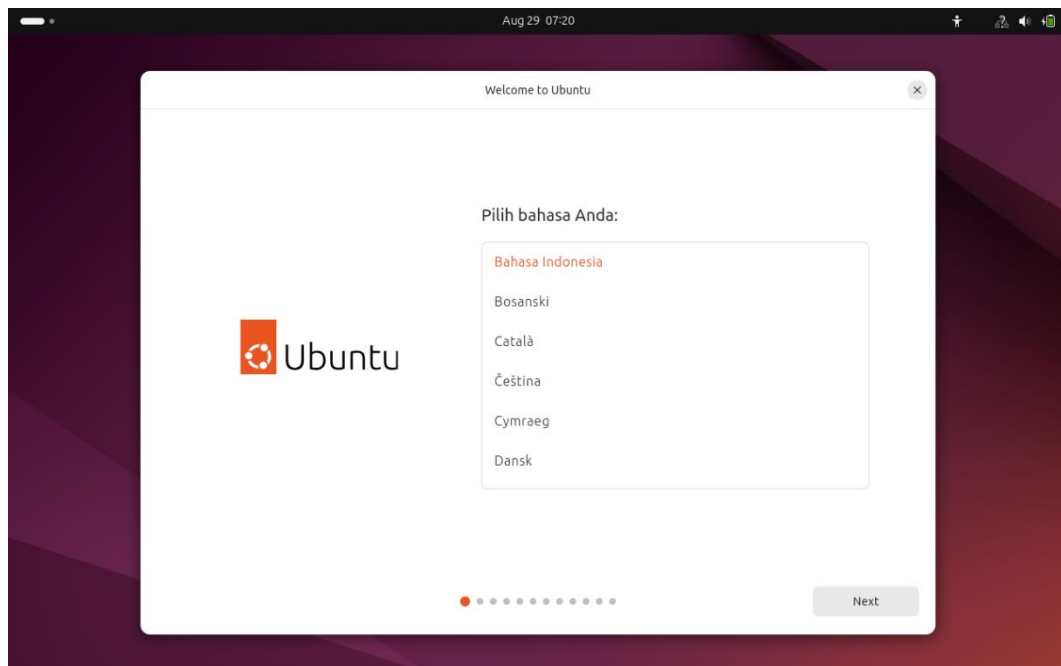 Aug 29 07:20
Welcome to Ubuntu
Pilih bahasa Anda:
Bahasa Indonesia
Bosanski
Català
Čeština
Cymraeg
Dansk
Ubuntu
Next